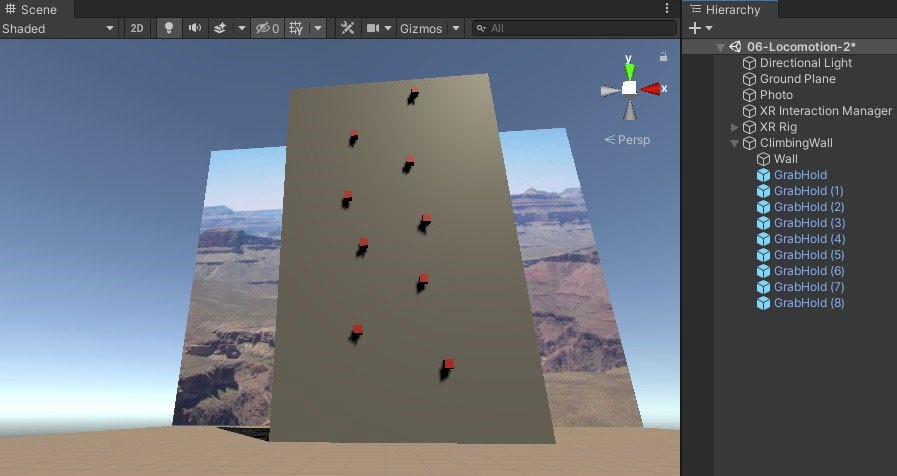 Scene
Shaded
2D
0
Gizmos
All
y
x
Persp
Hierarchy
06-Locomotion-2*
Directional Light
Ground Plane
Photo
XR Interaction Manager
XR Rig
ClimbingWall
Wall
GrabHold
GrabHold (1)
GrabHold (2)
GrabHold (3)
GrabHold (4)
GrabHold (5)
GrabHold (6)
GrabHold (7)
GrabHold (8)